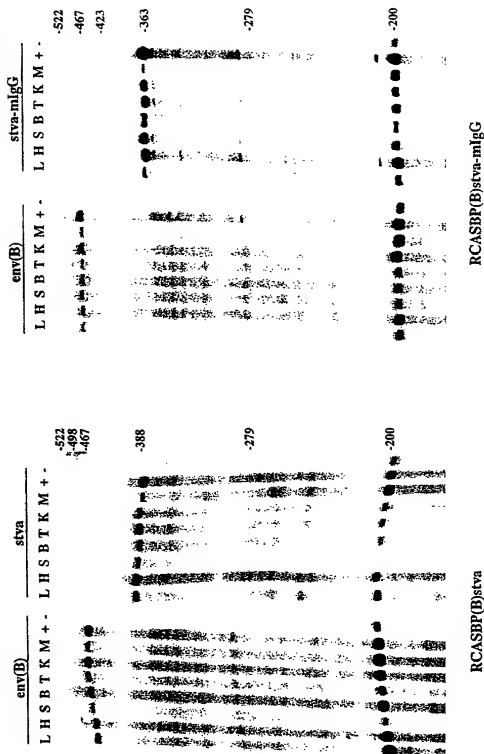 env(B) stva
L H S B T K M + - L H S B T K M + -
-522
-498
-467
-388
-279
-200
RCASBP(B)stva
env(B) stva-mIgG
L H S B T K M + - L H S B T K M + -
-522
-467
-423
-363
-279
-200
RCASBP(B)stva-mIgG